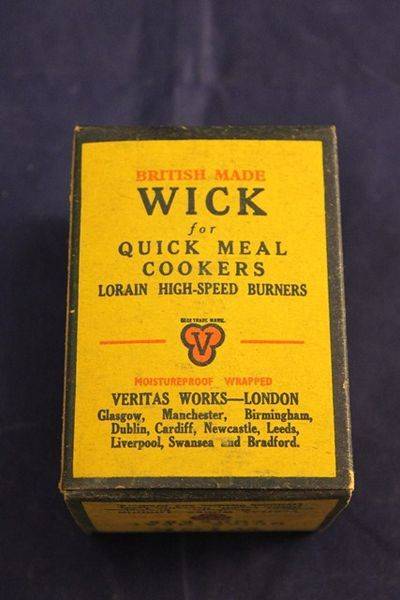 BRITISH MADE
WICK
for
QUICK MEAL
COOKERS
LORAIN HIGH-SPEED BURNERS
TRADE MARK
V
MOISTUREPROOF WRAPPED
VERITAS WORKS—LONDON
Glasgow, Manchester, Birmingham,
Dublin, Cardiff, Newcastle, Leeds,
Liverpool, Swansea and Bradford.